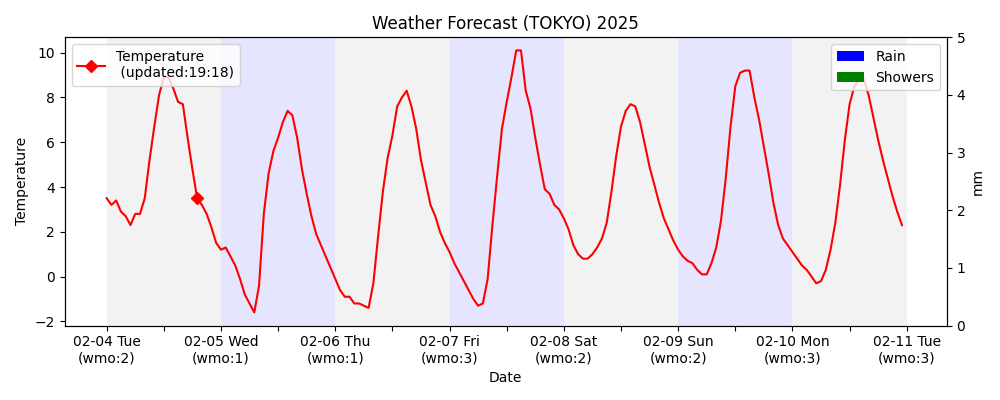 Weather Forecast (TOKYO) 2025
Temperature
(updated:19:18)
Rain
Showers
10
8
6
4
2
0
−2
Temperature
5
4
3
2
1
0
mm
02-04 Tue
(wmo:2)
02-05 Wed
(wmo:1)
02-06 Thu
(wmo:1)
02-07 Fri
(wmo:3)
02-08 Sat
(wmo:2)
02-09 Sun
(wmo:2)
02-10 Mon
(wmo:3)
02-11 Tue
(wmo:3)
Date